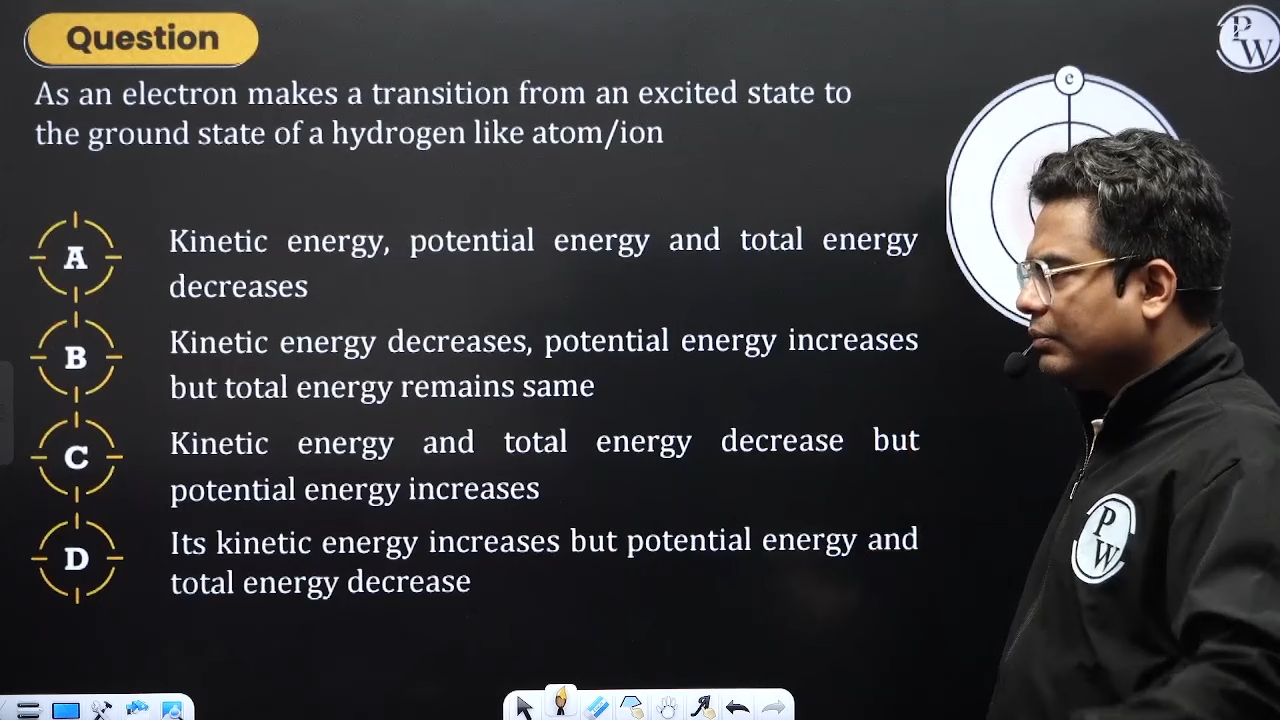 Question
PW
As an electron makes a transition from an excited state to
the ground state of a hydrogen like atom/ion
e
A
Kinetic energy, potential energy and total energy
decreases
B
Kinetic energy decreases, potential energy increases
but total energy remains same
C
Kinetic energy and total energy decrease but
potential energy increases
D
Its kinetic energy increases but potential energy and
total energy decrease
PW